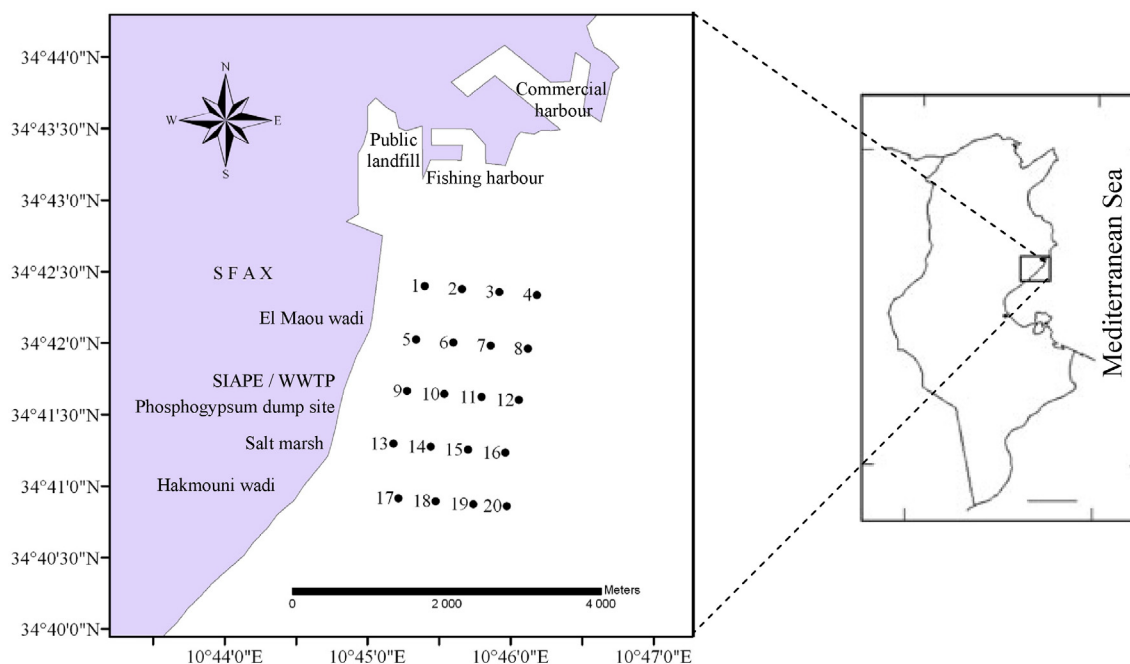 34°44'0"N
34°43'30"N
34°43'0"N
34°42'30"N
34°42'0"N
34°41'30"N
34°41'0"N
34°40'30"N
34°40'0"N
N
W
E
S
Commercial
harbour
Public
landfill
Fishing harbour
S F A X
El Maou wadi
SIAPE / WWTP
Phosphogypsum dump site
Salt marsh
Hakmouni wadi
1 2 3 4
5 6 7 8
9 10 11 12
13 14 15 16
17 18 19 20
Meters
0 2 000 4 000
10°44'0"E 10°45'0"E 10°46'0"E 10°47'0"E
Mediterranean Sea